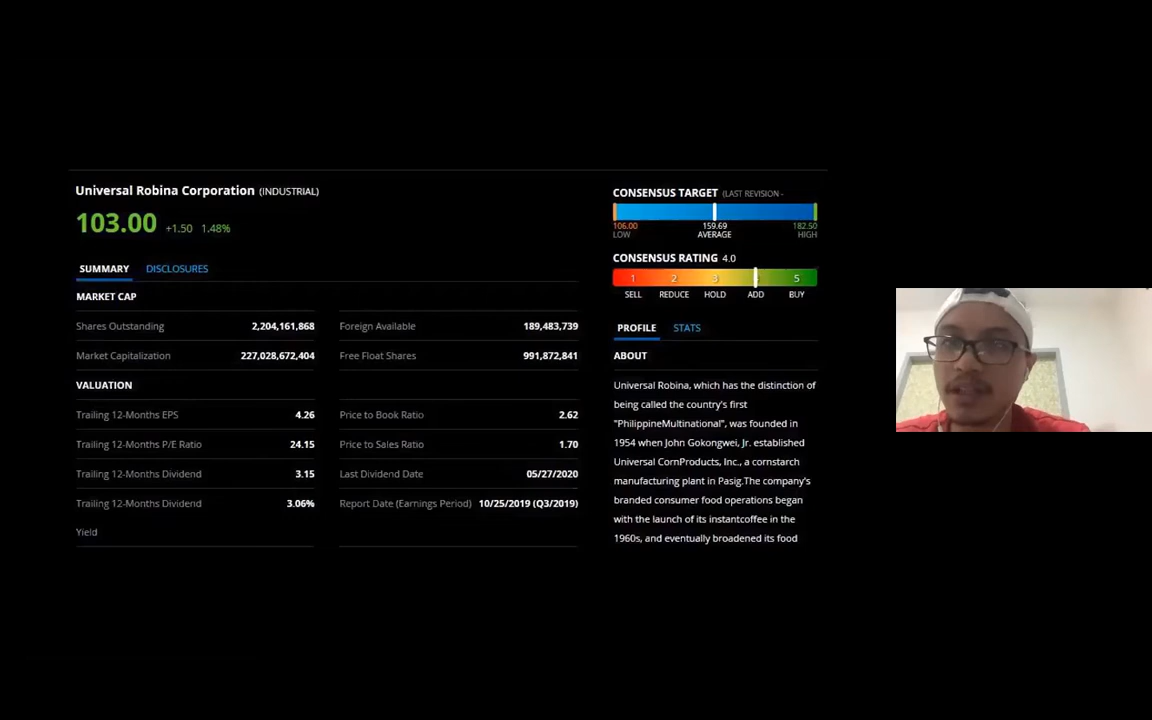 Universal Robina Corporation (INDUSTRIAL)
103.00 +1.50 1.48%
SUMMARY DISCLOSURES
MARKET CAP
Shares Outstanding 2,204,161,868 Foreign Available 189,483,739
Market Capitalization 227,028,672,404 Free Float Shares 991,872,841
VALUATION
Trailing 12-Months EPS 4.26 Price to Book Ratio 2.62
Trailing 12-Months P/E Ratio 24.15 Price to Sales Ratio 1.70
Trailing 12-Months Dividend 3.15 Last Dividend Date 05/27/2020
Trailing 12-Months Dividend 3.06% Report Date (Earnings Period) 10/25/2019 (Q3/2019)
Yield
CONSENSUS TARGET (LAST REVISION -
106.00 159.69 182.50
LOW AVERAGE HIGH
CONSENSUS RATING 4.0
1 2 3 5
SELL REDUCE HOLD ADD BUY
PROFILE STATS
ABOUT
Universal Robina, which has the distinction of
being called the country's first
"PhilippineMultinational", was founded in
1954 when John Gokongwei, Jr. established
Universal CornProducts, Inc., a cornstarch
manufacturing plant in Pasig.The company's
branded consumer food operations began
with the launch of its instantcoffee in the
1960s, and eventually broadened its food